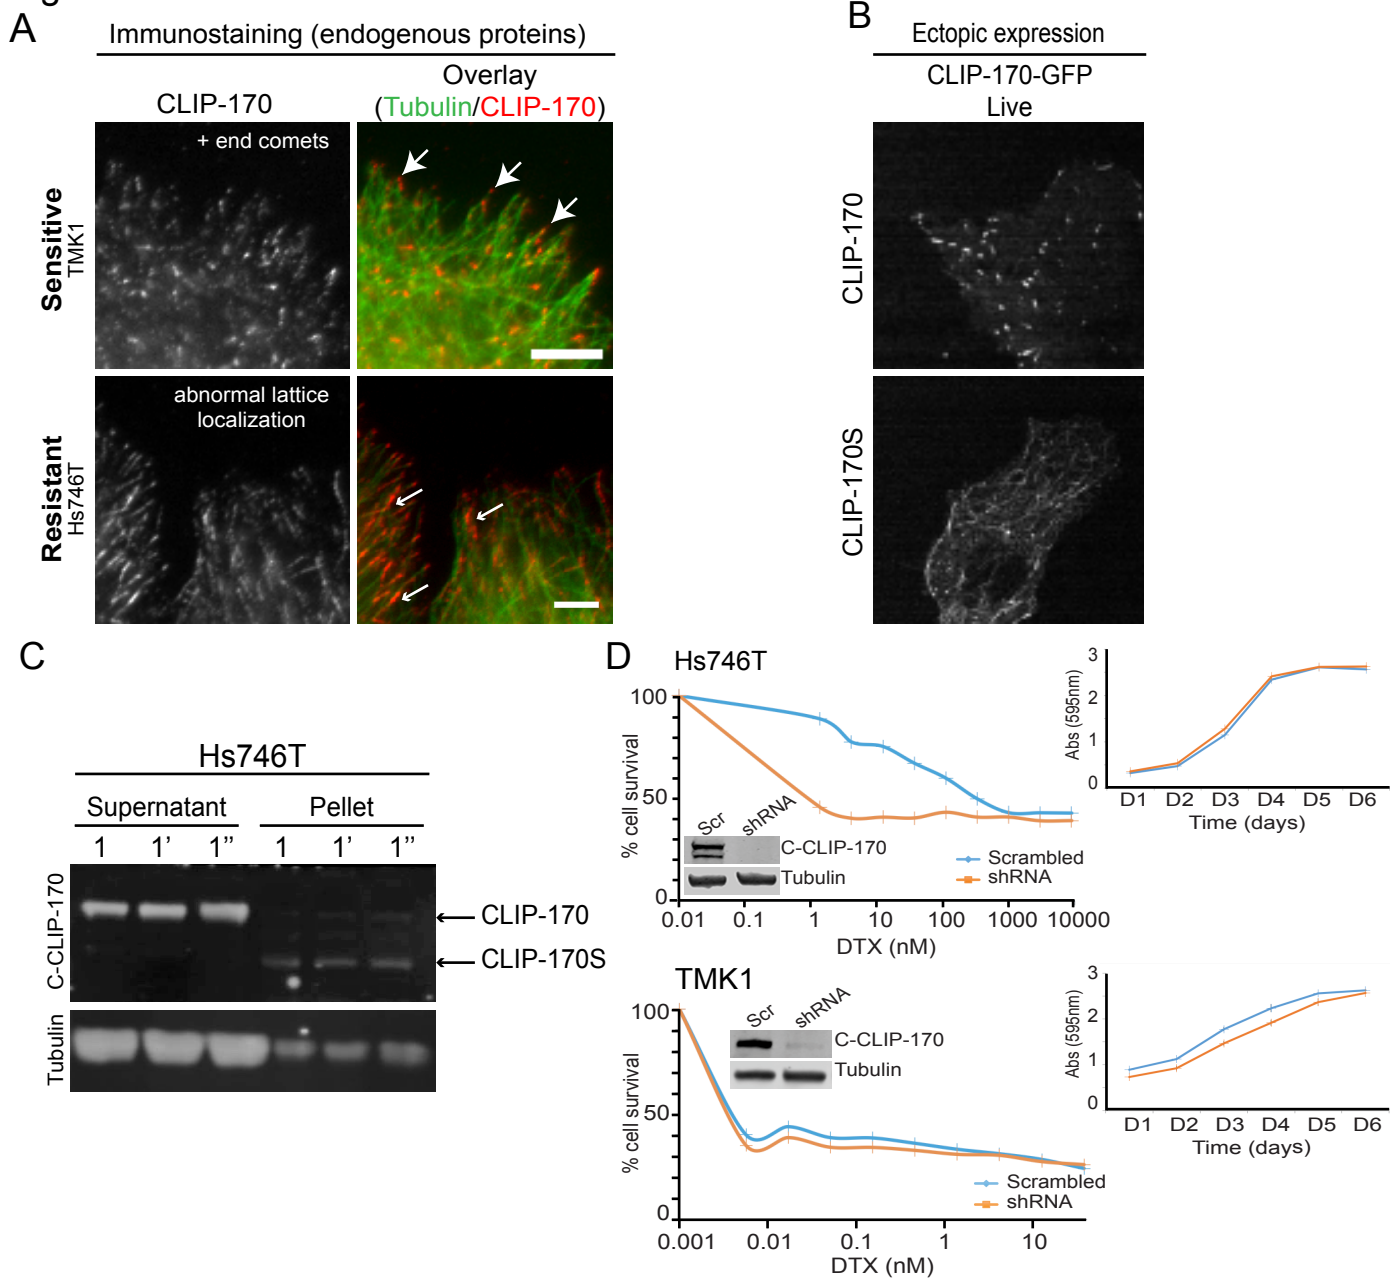 A
Immunostaining (endogenous proteins)
CLIP-170
Overlay
(Tubulin/CLIP-170)
+ end comets
Sensitive
TMK1
abnormal lattice
localization
Resistant
Hs746T
B
Ectopic expression
CLIP-170-GFP
Live
CLIP-170
CLIP-170S
C
Hs746T
Supernatant Pellet
1 1’ 1” 1 1’ 1”
C-CLIP-170
CLIP-170
CLIP-170S
Tubulin
D
Hs746T
100
50
0
% cell survival
Scr shRNA
C-CLIP-170
Tubulin
Scrambled
shRNA
0.01 0.1 1 10 100 1000 10000
DTX (nM)
3
2
1
0
Abs (595nm)
D1 D2 D3 D4 D5 D6
Time (days)
TMK1
100
50
0
% cell survival
Scr shRNA
C-CLIP-170
Tubulin
Scrambled
shRNA
0.001 0.01 0.1 1 10
DTX (nM)
3
2
1
0
Abs (595nm)
D1 D2 D3 D4 D5 D6
Time (days)